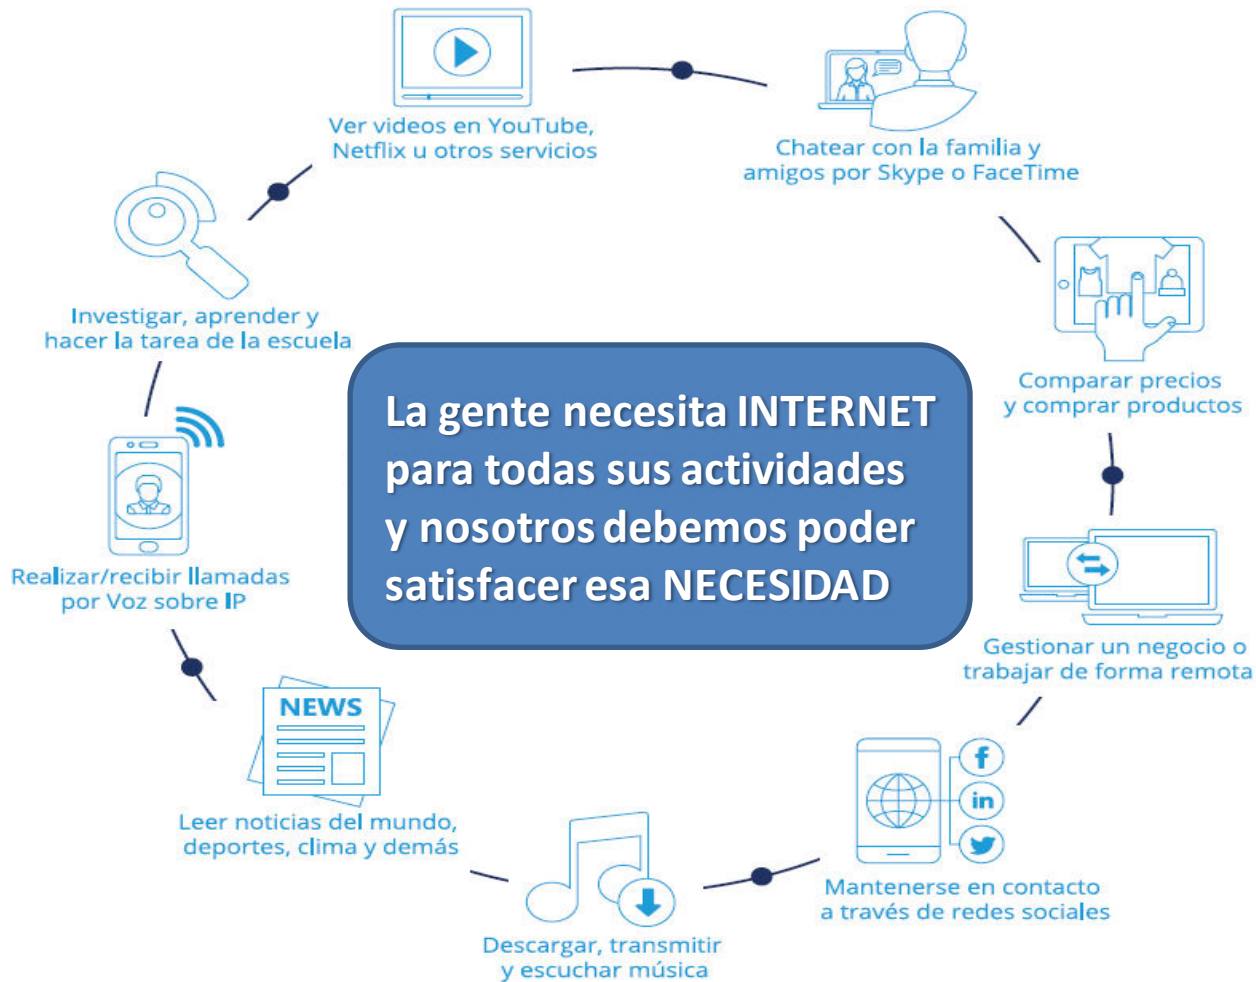 Ver videos en YouTube,
Netflix u otros servicios
Chatear con la familia y
amigos por Skype o FaceTime
Investigar, aprender y
hacer la tarea de la escuela
Comparar precios
y comprar productos
La gente necesita INTERNET
para todas sus actividades
y nosotros debemos poder
satisfacer esa NECESIDAD
Realizar/recibir llamadas
por Voz sobre IP
Gestionar un negocio o
trabajar de forma remota
NEWS
Leer noticias del mundo,
deportes, clima y demás
f
in
Mantenerse en contacto
a través de redes sociales
Descargar, transmitir
y escuchar música